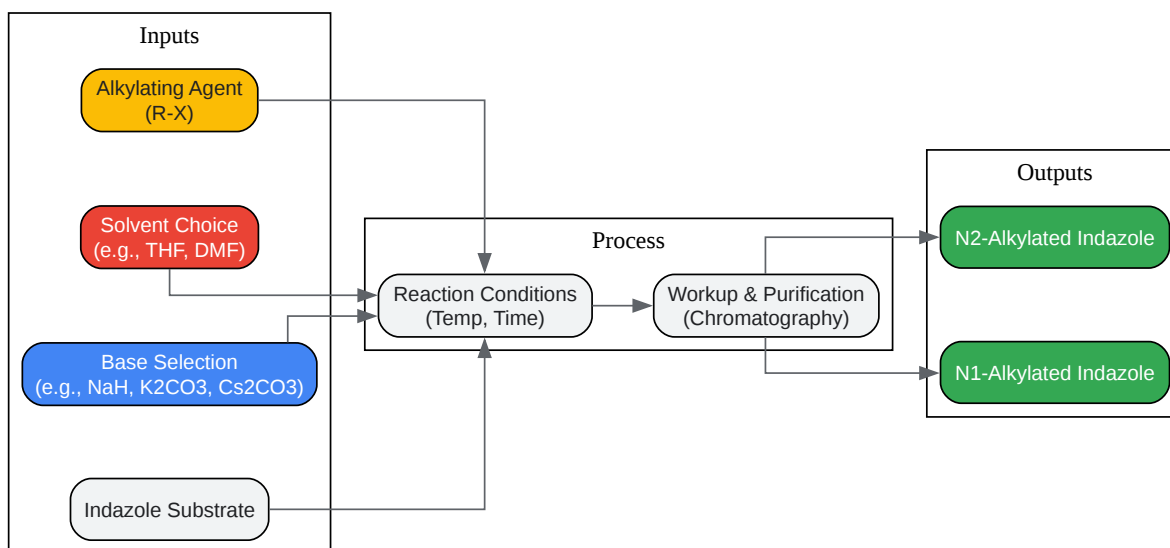 Inputs
Alkylating Agent
(R-X)
Solvent Choice
(e.g., THF, DMF)
Base Selection
(e.g., NaH, K2CO3, Cs2CO3)
Indazole Substrate
Process
Reaction Conditions
(Temp, Time)
Workup & Purification
(Chromatography)
Outputs
N2-Alkylated Indazole
N1-Alkylated Indazole